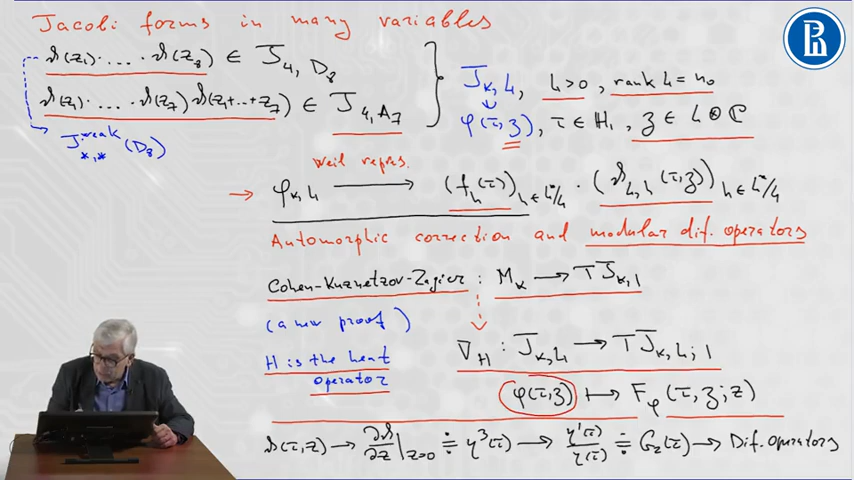 Jacobi forms in many variables
ϑ(z₁)·...·ϑ(z₈) ∈ J₄,D₈
ϑ(z₁)·...·ϑ(z₇)ϑ(z₁+...+z₇) ∈ J₄,A₇
J^weak_*,* (D₈)
J_k,L, L>0, rank L = n₀
φ(τ,𝔷), τ ∈ H₁, 𝔷 ∈ L⊗ℂ
Weil repres.
→ φ_k,L → (f_h(τ))_h∈L*/L · (ϑ_L,h(τ,𝔷))_h∈L*/L
Automorphic correction and modular dif. operators
Cohen-Kuznetzov-Zagier : M_k → TJ_k,1
(a new proof)
H is the heat
operator
∇_H : J_k,L → TJ_k,L;1
φ(τ,𝔷) ↦ F_φ(τ,𝔷;z)
ϑ(τ,z) → ∂ϑ/∂z|_z=0 ≑ η³(τ) → η'(τ)/η(τ) ≑ G₂(τ) → Dif. operators